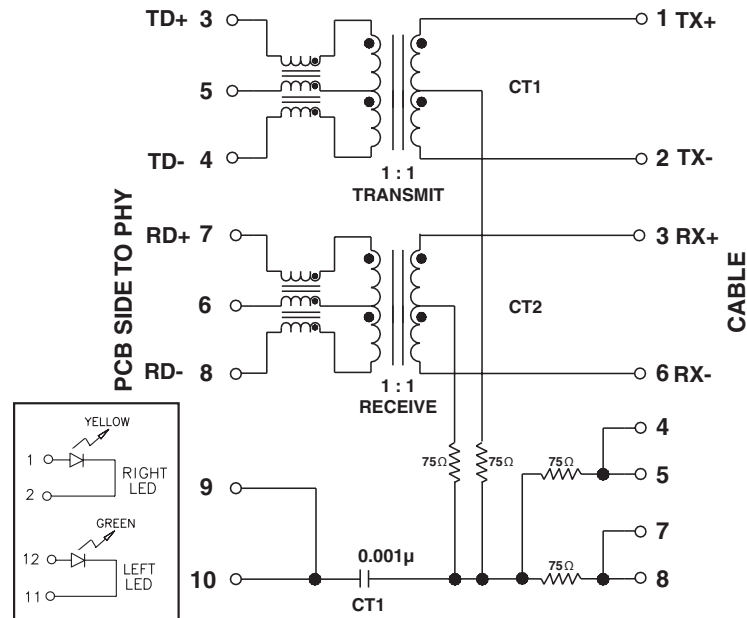 TD+ 3
1 TX+
5
CT1
TD- 4
2 TX-
1 : 1
TRANSMIT
PCB SIDE TO PHY
RD+ 7
3 RX+
6
CT2
CABLE
RD- 8
6 RX-
1 : 1
RECEIVE
YELLOW
1
2
RIGHT
LED
GREEN
12
11
LEFT
LED
75Ω
75Ω
75Ω
4
5
9
7
10
0.001µ
CT1
75Ω
8